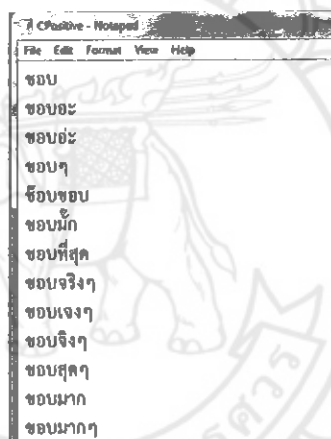 CPositive - Notepad
File Edit Format View Help
ชอบ
ชอบอะ
ชอบอ่ะ
ชอบๆ
ช๊อบชอบ
ชอบมั๊ก
ชอบที่สุด
ชอบจริงๆ
ชอบเจงๆ
ชอบจิงๆ
ชอบสุดๆ
ชอบมาก
ชอบมากๆ